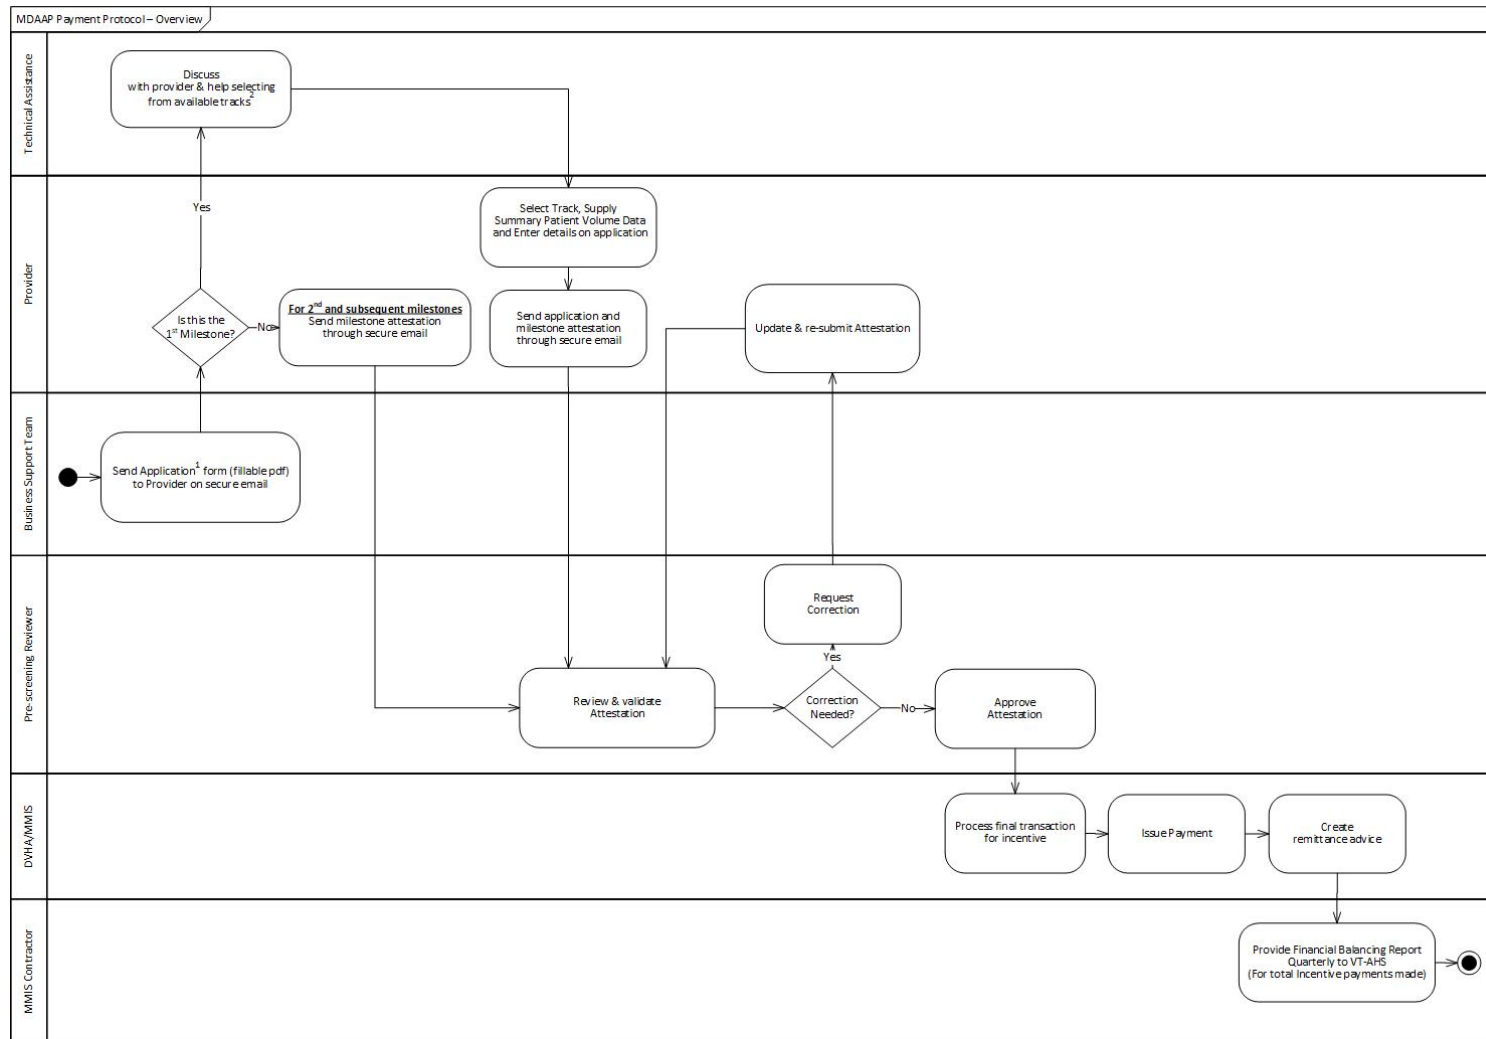 MDAAP Payment Protocol – Overview
Technical Assistance
Discuss
with provider & help selecting
from available tracks2
Provider
Yes
Select Track, Supply
Summary Patient Volume Data
and Enter details on application
Is this the
1st Milestone?
No
For 2nd and subsequent milestones
Send milestone attestation
through secure email
Send application and
milestone attestation
through secure email
Update & re-submit Attestation
Business Support Team
Send Application1 form (fillable pdf)
to Provider on secure email
Pre-screening Reviewer
Request
Correction
Yes
Review & validate
Attestation
Correction
Needed?
No
Approve
Attestation
DVHA/MMIS
Process final transaction
for incentive
Issue Payment
Create
remittance advice
MMIS Contractor
Provide Financial Balancing Report
Quarterly to VT-AHS
(For total Incentive payments made)